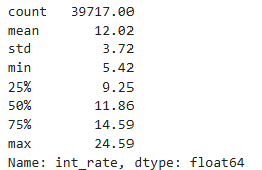 count 39717.00
mean 12.02
std 3.72
min 5.42
25% 9.25
50% 11.86
75% 14.59
max 24.59
Name: int_rate, dtype: float64